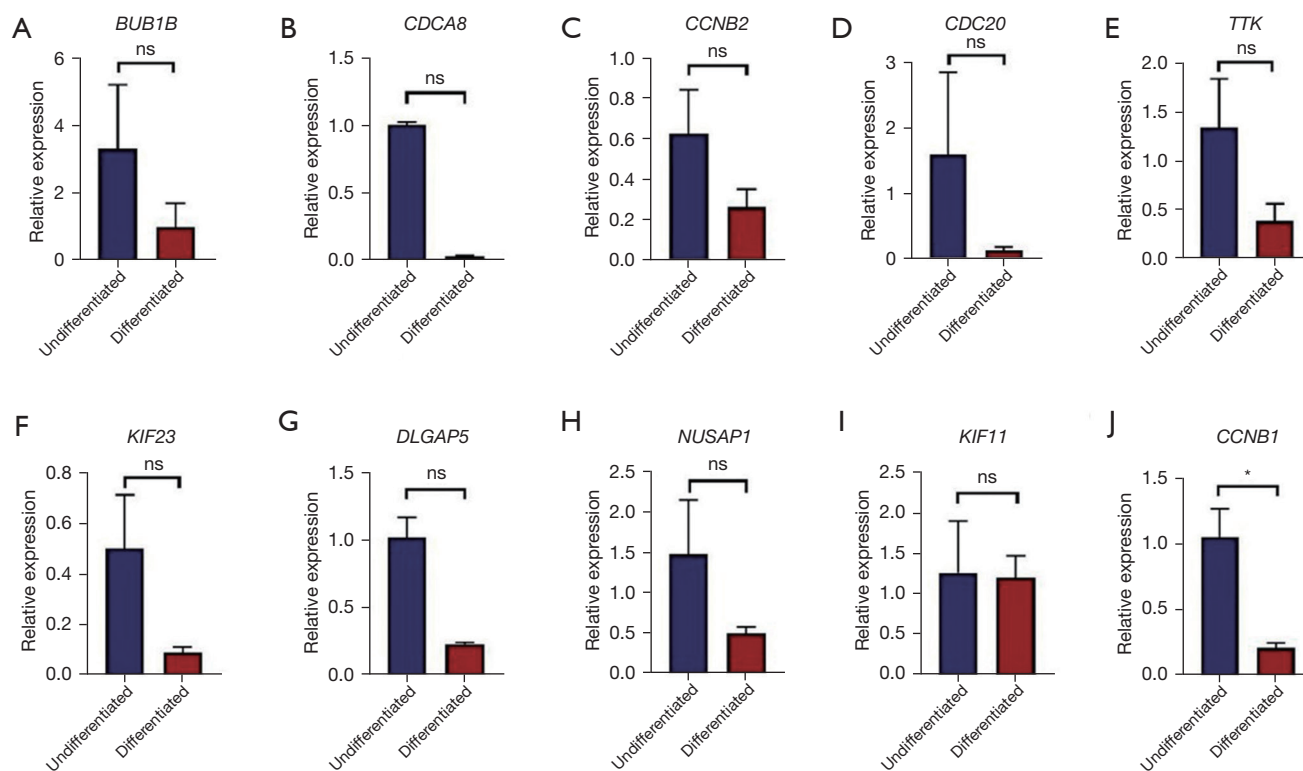 A
BUB1B
ns
Relative expression
6
4
2
0
Undifferentiated
Differentiated
B
CDCA8
ns
Relative expression
1.5
1.0
0.5
0.0
Undifferentiated
Differentiated
C
CCNB2
ns
Relative expression
1.0
0.8
0.6
0.4
0.2
0.0
Undifferentiated
Differentiated
D
CDC20
ns
Relative expression
3
2
1
0
Undifferentiated
Differentiated
E
TTK
ns
Relative expression
2.0
1.5
1.0
0.5
0.0
Undifferentiated
Differentiated
F
KIF23
ns
Relative expression
0.8
0.6
0.4
0.2
0.0
Undifferentiated
Differentiated
G
DLGAP5
ns
Relative expression
1.5
1.0
0.5
0.0
Undifferentiated
Differentiated
H
NUSAP1
ns
Relative expression
2.5
2.0
1.5
1.0
0.5
0.0
Undifferentiated
Differentiated
I
KIF11
ns
Relative expression
2.5
2.0
1.5
1.0
0.5
0.0
Undifferentiated
Differentiated
J
CCNB1
*
Relative expression
1.5
1.0
0.5
0.0
Undifferentiated
Differentiated